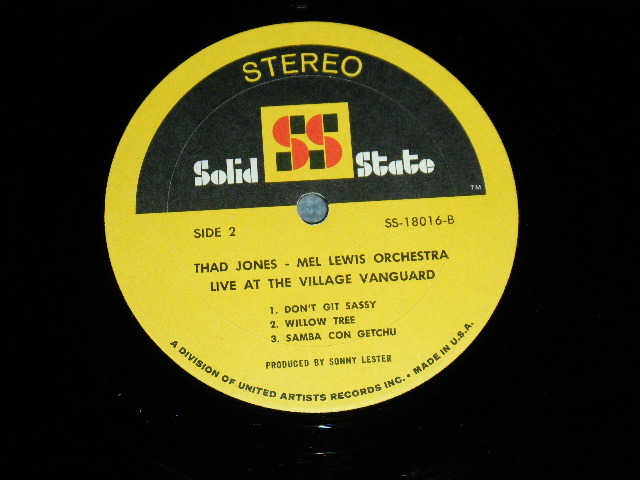 STEREO
SS
Solid State
TM
SIDE 2 SS-18016-B
THAD JONES - MEL LEWIS ORCHESTRA
LIVE AT THE VILLAGE VANGUARD
1. DON'T GIT SASSY
2. WILLOW TREE
3. SAMBA CON GETCHU
PRODUCED BY SONNY LESTER
A DIVISION OF UNITED ARTISTS RECORDS INC. • MADE IN U.S.A.